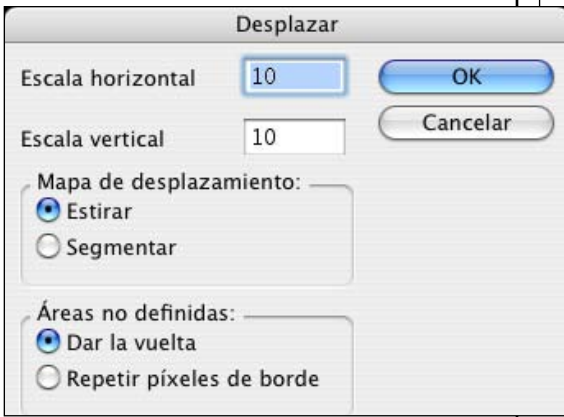 Desplazar
Escala horizontal 10 OK
Escala vertical 10 Cancelar
Mapa de desplazamiento:
Estirar
Segmentar
Áreas no definidas:
Dar la vuelta
Repetir píxeles de borde